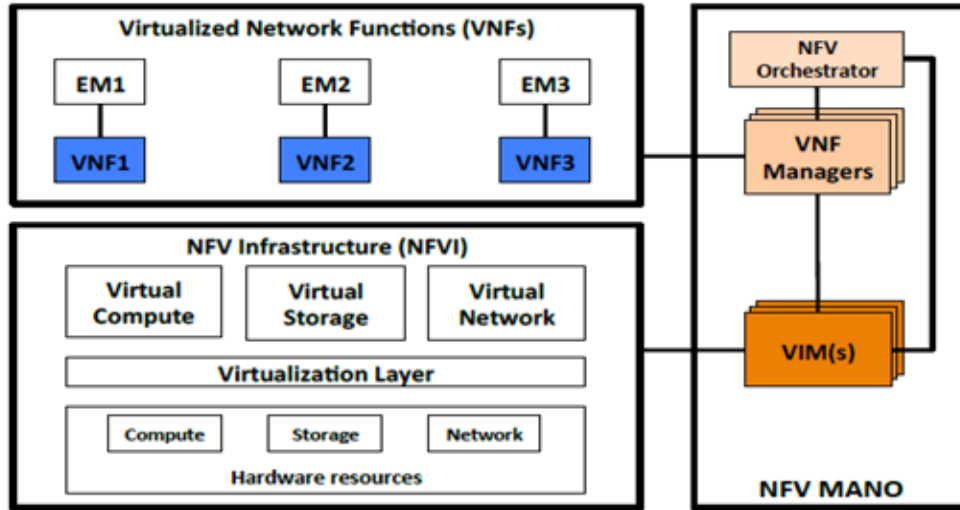 Virtualized Network Functions (VNFs)
EM1
EM2
EM3
VNF1
VNF2
VNF3
NFV Infrastructure (NFVI)
Virtual
Compute
Virtual
Storage
Virtual
Network
Virtualization Layer
Compute
Storage
Network
Hardware resources
NFV
Orchestrator
VNF
Managers
VIM(s)
NFV MANO